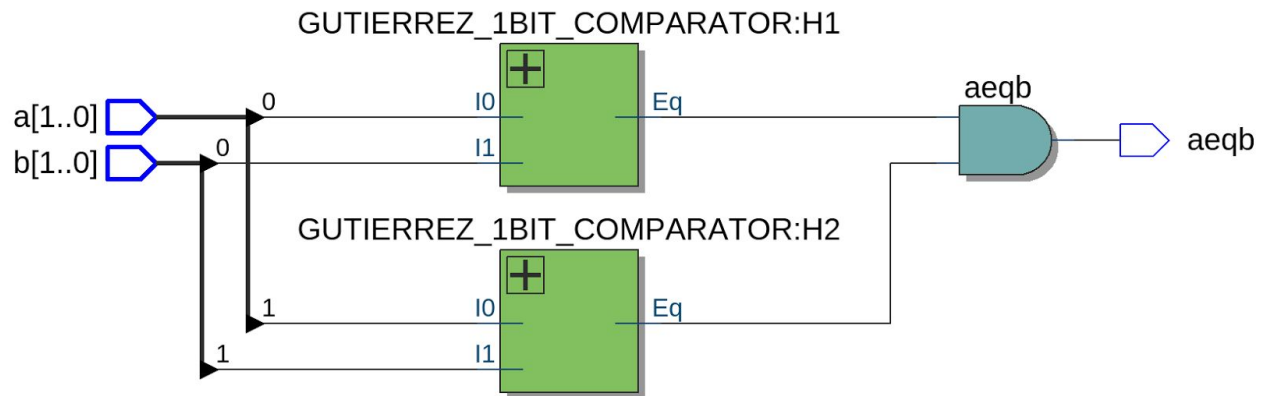 GUTIERREZ_1BIT_COMPARATOR:H1
aeqb
a[1..0] 0 I0 Eq
b[1..0] 0 I1 aeqb
GUTIERREZ_1BIT_COMPARATOR:H2
1 I0 Eq
1 I1